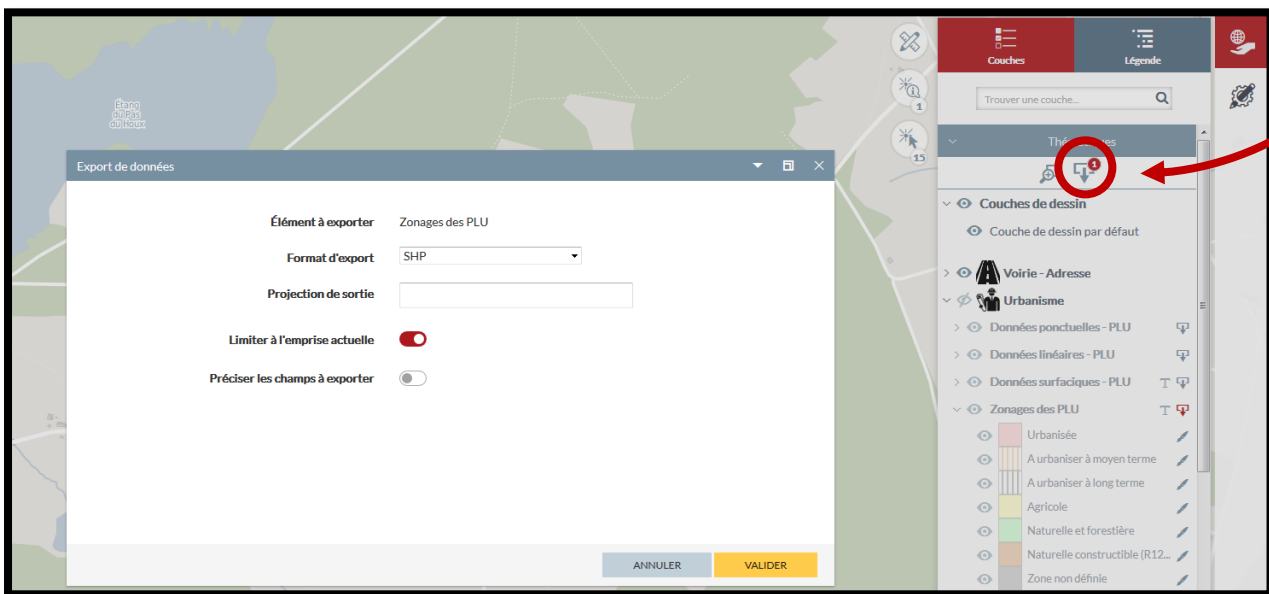 Étang
du Pas
du Houx
1
15
Couches
Légende
Trouver une couche...
1
Couches de dessin
Couche de dessin par défaut
Voirie - Adresse
Urbanisme
Données ponctuelles - PLU
Données linéaires - PLU
Données surfaciques - PLU
T
Zonages des PLU
T
Urbanisée
A urbaniser à moyen terme
A urbaniser à long terme
Agricole
Naturelle et forestière
Naturelle constructible (R12...
Zone non définie
Export de données
Élément à exporter Zonages des PLU
Format d'export SHP
Projection de sortie
Limiter à l'emprise actuelle
Préciser les champs à exporter
ANNULER VALIDER